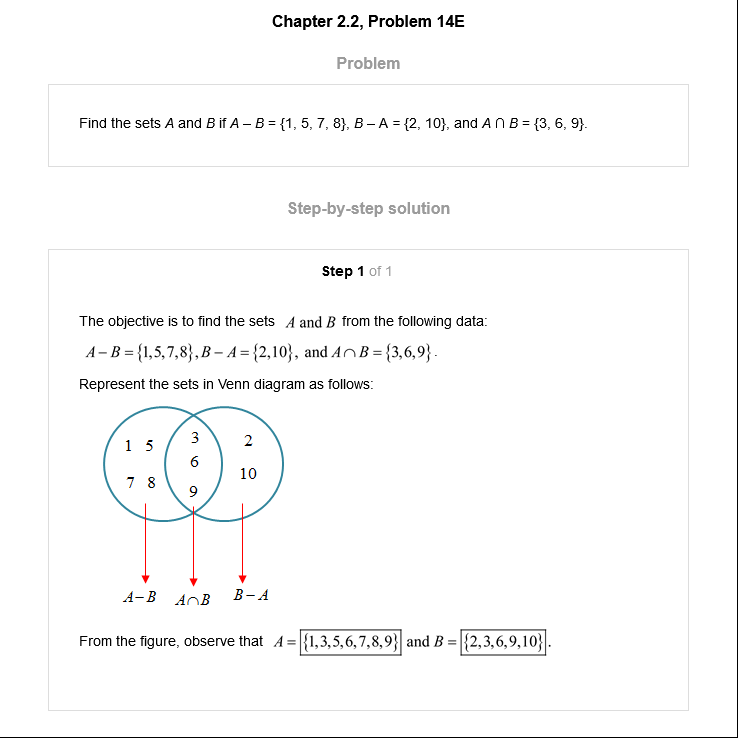 Chapter 2.2, Problem 14E
Problem
Find the sets A and B if A – B = {1, 5, 7, 8}, B – A = {2, 10}, and A ∩ B = {3, 6, 9}.
Step-by-step solution
Step 1 of 1
The objective is to find the sets A and B from the following data:
A − B = {1,5,7,8}, B − A = {2,10}, and A ∩ B = {3,6,9}.
Represent the sets in Venn diagram as follows:
1 5 3 2
7 8 6 10
9
A−B A∩B B−A
From the figure, observe that A = {1,3,5,6,7,8,9} and B = {2,3,6,9,10}.